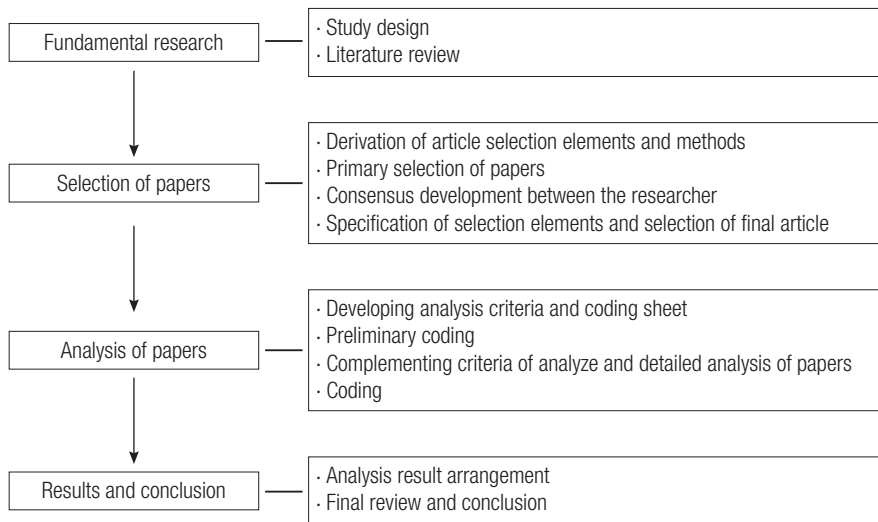 Fundamental research
· Study design
· Literature review
Selection of papers
· Derivation of article selection elements and methods
· Primary selection of papers
· Consensus development between the researcher
· Specification of selection elements and selection of final article
Analysis of papers
· Developing analysis criteria and coding sheet
· Preliminary coding
· Complementing criteria of analyze and detailed analysis of papers
· Coding
Results and conclusion
· Analysis result arrangement
· Final review and conclusion